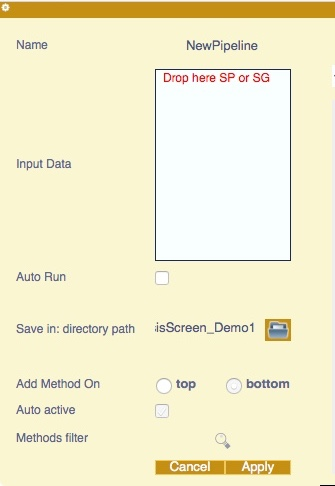 Name NewPipeline
Drop here SP or SG
Input Data
Auto Run
Save in: directory path isScreen_Demo1
Add Method On top bottom
Auto active
Methods filter
Cancel Apply